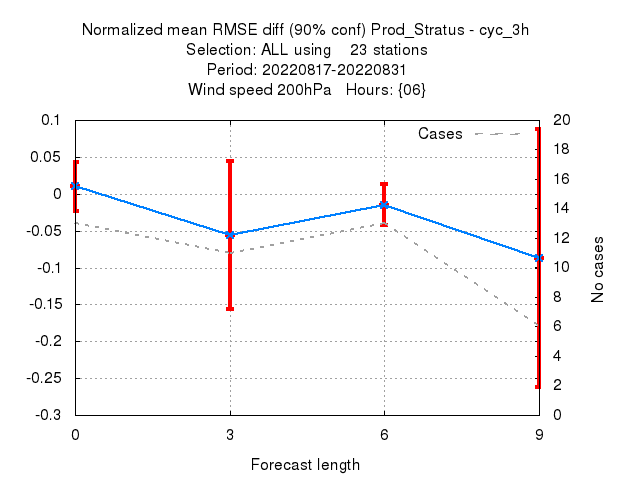 Normalized mean RMSE diff (90% conf) Prod_Stratus - cyc_3h
Selection: ALL using    23 stations
Period: 20220817-20220831
Wind speed 200hPa   Hours: {06}
Cases
0.1
0.05
0
-0.05
-0.1
-0.15
-0.2
-0.25
-0.3
20
18
16
14
12
10
8
6
4
2
0
No cases
0 3 6 9
Forecast length